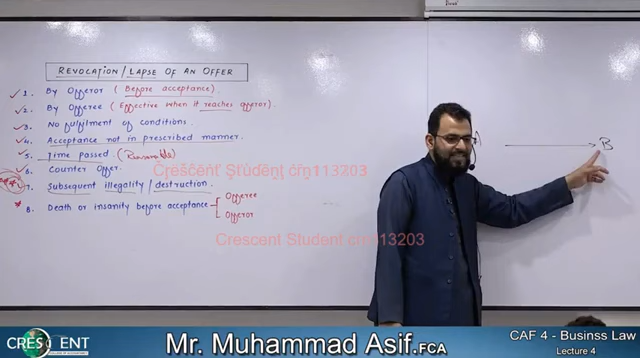 Book
REVOCATION / LAPSE OF AN OFFER
1. By Offeror (Before acceptance).
2. By Offeree (Effective when it reaches offeror).
3. No fulfilment of conditions.
4. Acceptance not in prescribed manner.
5. Time passed (Reasonable)
6. Counter Offer.
7. Subsequent illegality / destruction.
8. Death or insanity before acceptance
Offeree
Offeror
B
Crescent Student crn113203
Crescent Student crn113203
CRESCENT
Mr. Muhammad Asif.FCA
CAF 4 - Businss Law
Lecture 4